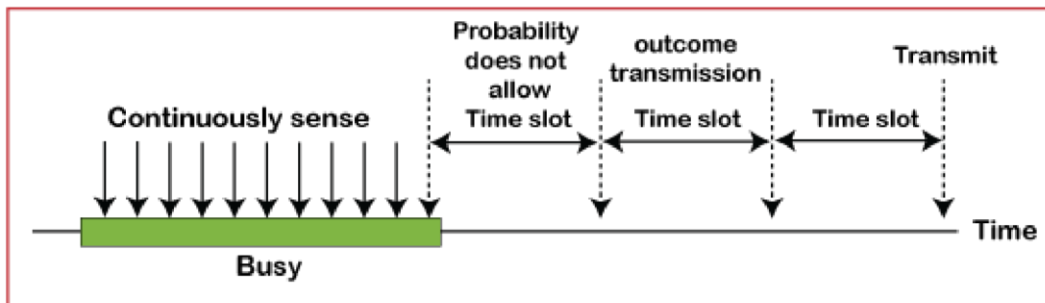 Probability
does not
allow
outcome
transmission
Transmit
Continuously sense
Time slot
Time slot
Time slot
Time
Busy